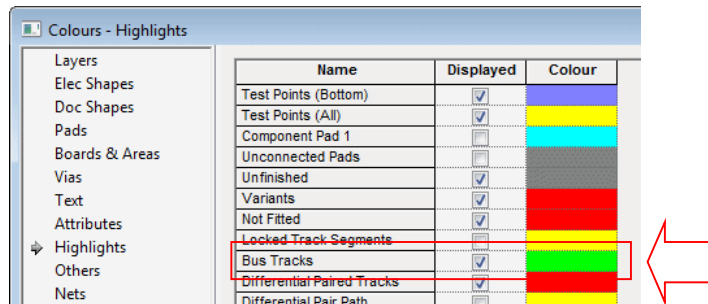 Colours - Highlights
Layers
Elec Shapes
Doc Shapes
Pads
Boards & Areas
Vias
Text
Attributes
Highlights
Others
Nets
Name Displayed Colour
Test Points (Bottom)
Test Points (All)
Component Pad 1
Unconnected Pads
Unfinished
Variants
Not Fitted
Locked Track Segments
Bus Tracks
Differential Paired Tracks
Differential Pair Path